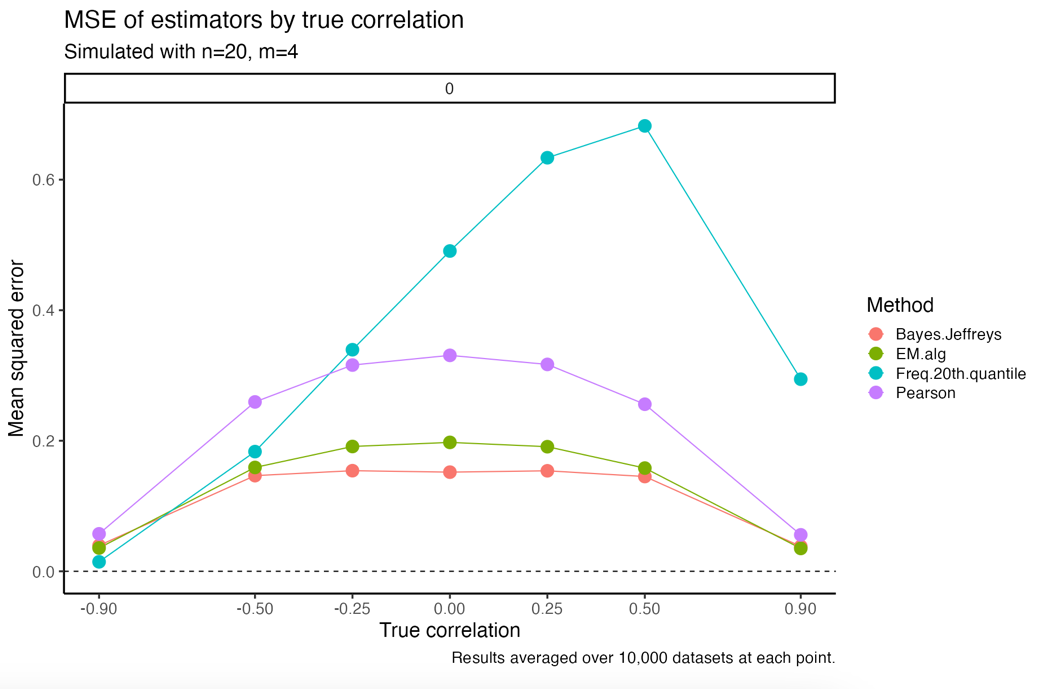 MSE of estimators by true correlation
Simulated with n=20, m=4
0
Mean squared error
0.6
0.4
0.2
0.0
-0.90 -0.50 -0.25 0.00 0.25 0.50 0.90
True correlation
Results averaged over 10,000 datasets at each point.
Method
Bayes.Jeffreys
EM.alg
Freq.20th.quantile
Pearson